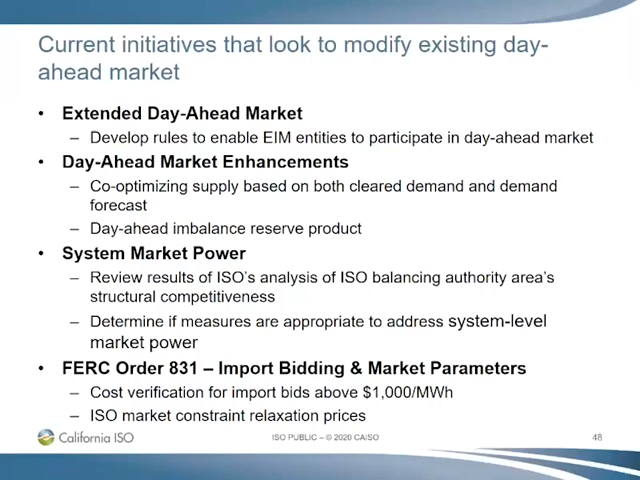 Current initiatives that look to modify existing day-
ahead market
• Extended Day-Ahead Market
– Develop rules to enable EIM entities to participate in day-ahead market
• Day-Ahead Market Enhancements
– Co-optimizing supply based on both cleared demand and demand
forecast
– Day-ahead imbalance reserve product
• System Market Power
– Review results of ISO's analysis of ISO balancing authority area's
structural competitiveness
– Determine if measures are appropriate to address system-level
market power
• FERC Order 831 – Import Bidding & Market Parameters
– Cost verification for import bids above $1,000/MWh
– ISO market constraint relaxation prices
California ISO
ISO PUBLIC – © 2020 CAISO
48